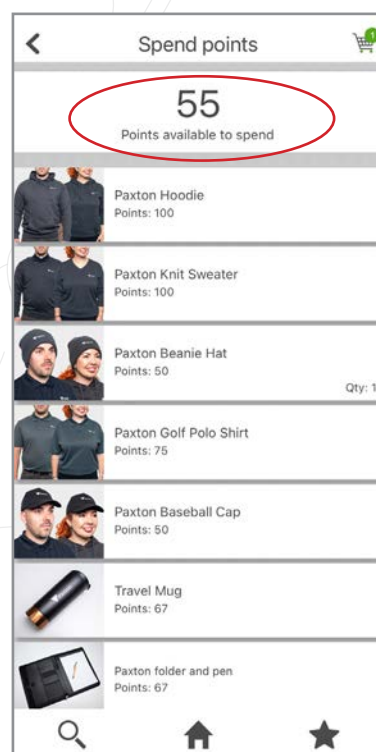 Spend points
1
55
Points available to spend
Paxton Hoodie
Points: 100
Paxton Knit Sweater
Points: 100
Paxton Beanie Hat
Points: 50
Qty: 1
Paxton Golf Polo Shirt
Points: 75
Paxton Baseball Cap
Points: 50
Travel Mug
Points: 67
Paxton folder and pen
Points: 67